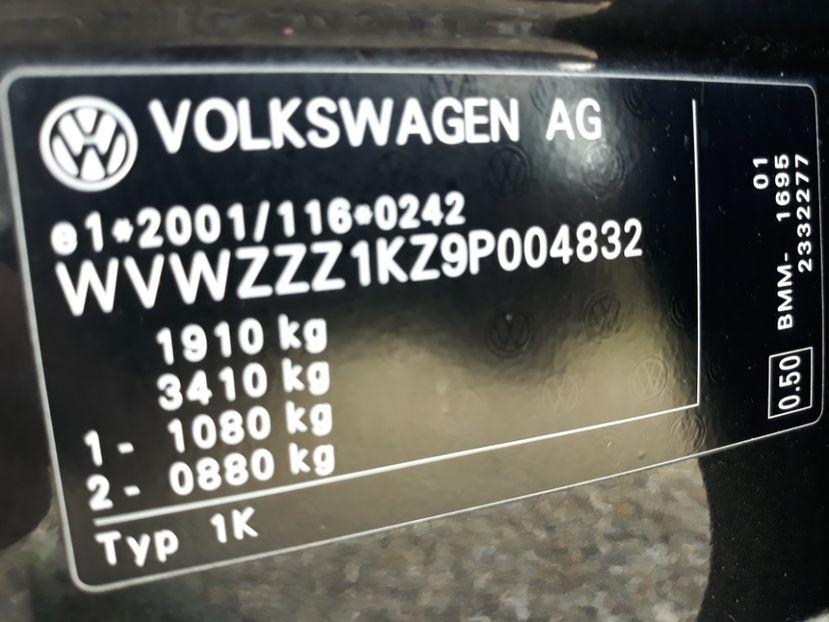 VOLKSWAGEN AG
e1*2001/116*0242
WVWZZZ1KZ9P004832
1910 kg
3410 kg
1 - 1080 kg
2 - 0880 kg
Typ 1K
01
BMM- 1695
2332277
0.50